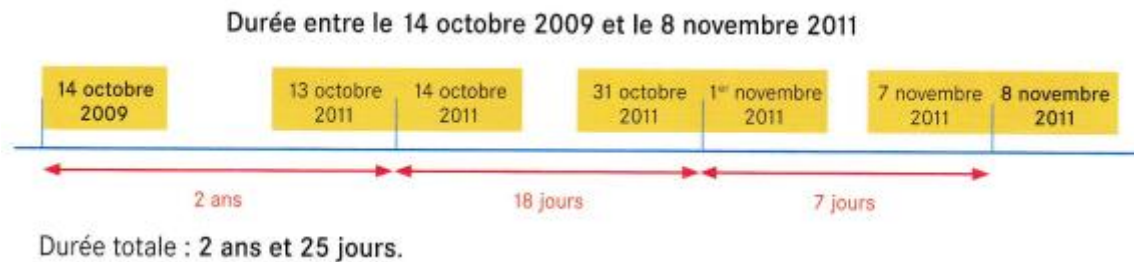 Durée entre le 14 octobre 2009 et le 8 novembre 2011
14 octobre 2009
13 octobre 2011
14 octobre 2011
31 octobre 2011
1er novembre 2011
7 novembre 2011
8 novembre 2011
2 ans
18 jours
7 jours
Durée totale : 2 ans et 25 jours.